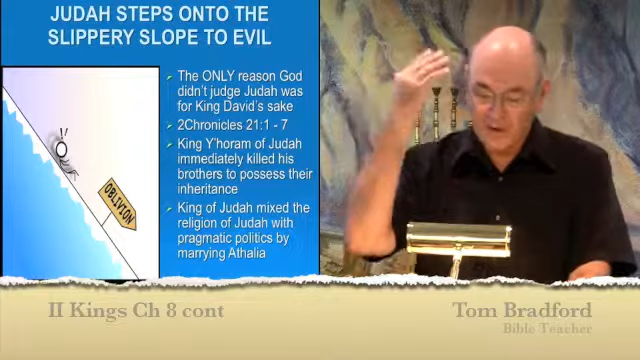 JUDAH STEPS ONTO THE
SLIPPERY SLOPE TO EVIL
The ONLY reason God
didn't judge Judah was
for King David's sake
2Chronicles 21:1 - 7
King Y'horam of Judah
immediately killed his
brothers to possess their
inheritance
King of Judah mixed the
religion of Judah with
pragmatic politics by
marrying Athalia
!!
OBLIVION
II Kings Ch 8 cont
Tom Bradford
Bible Teacher